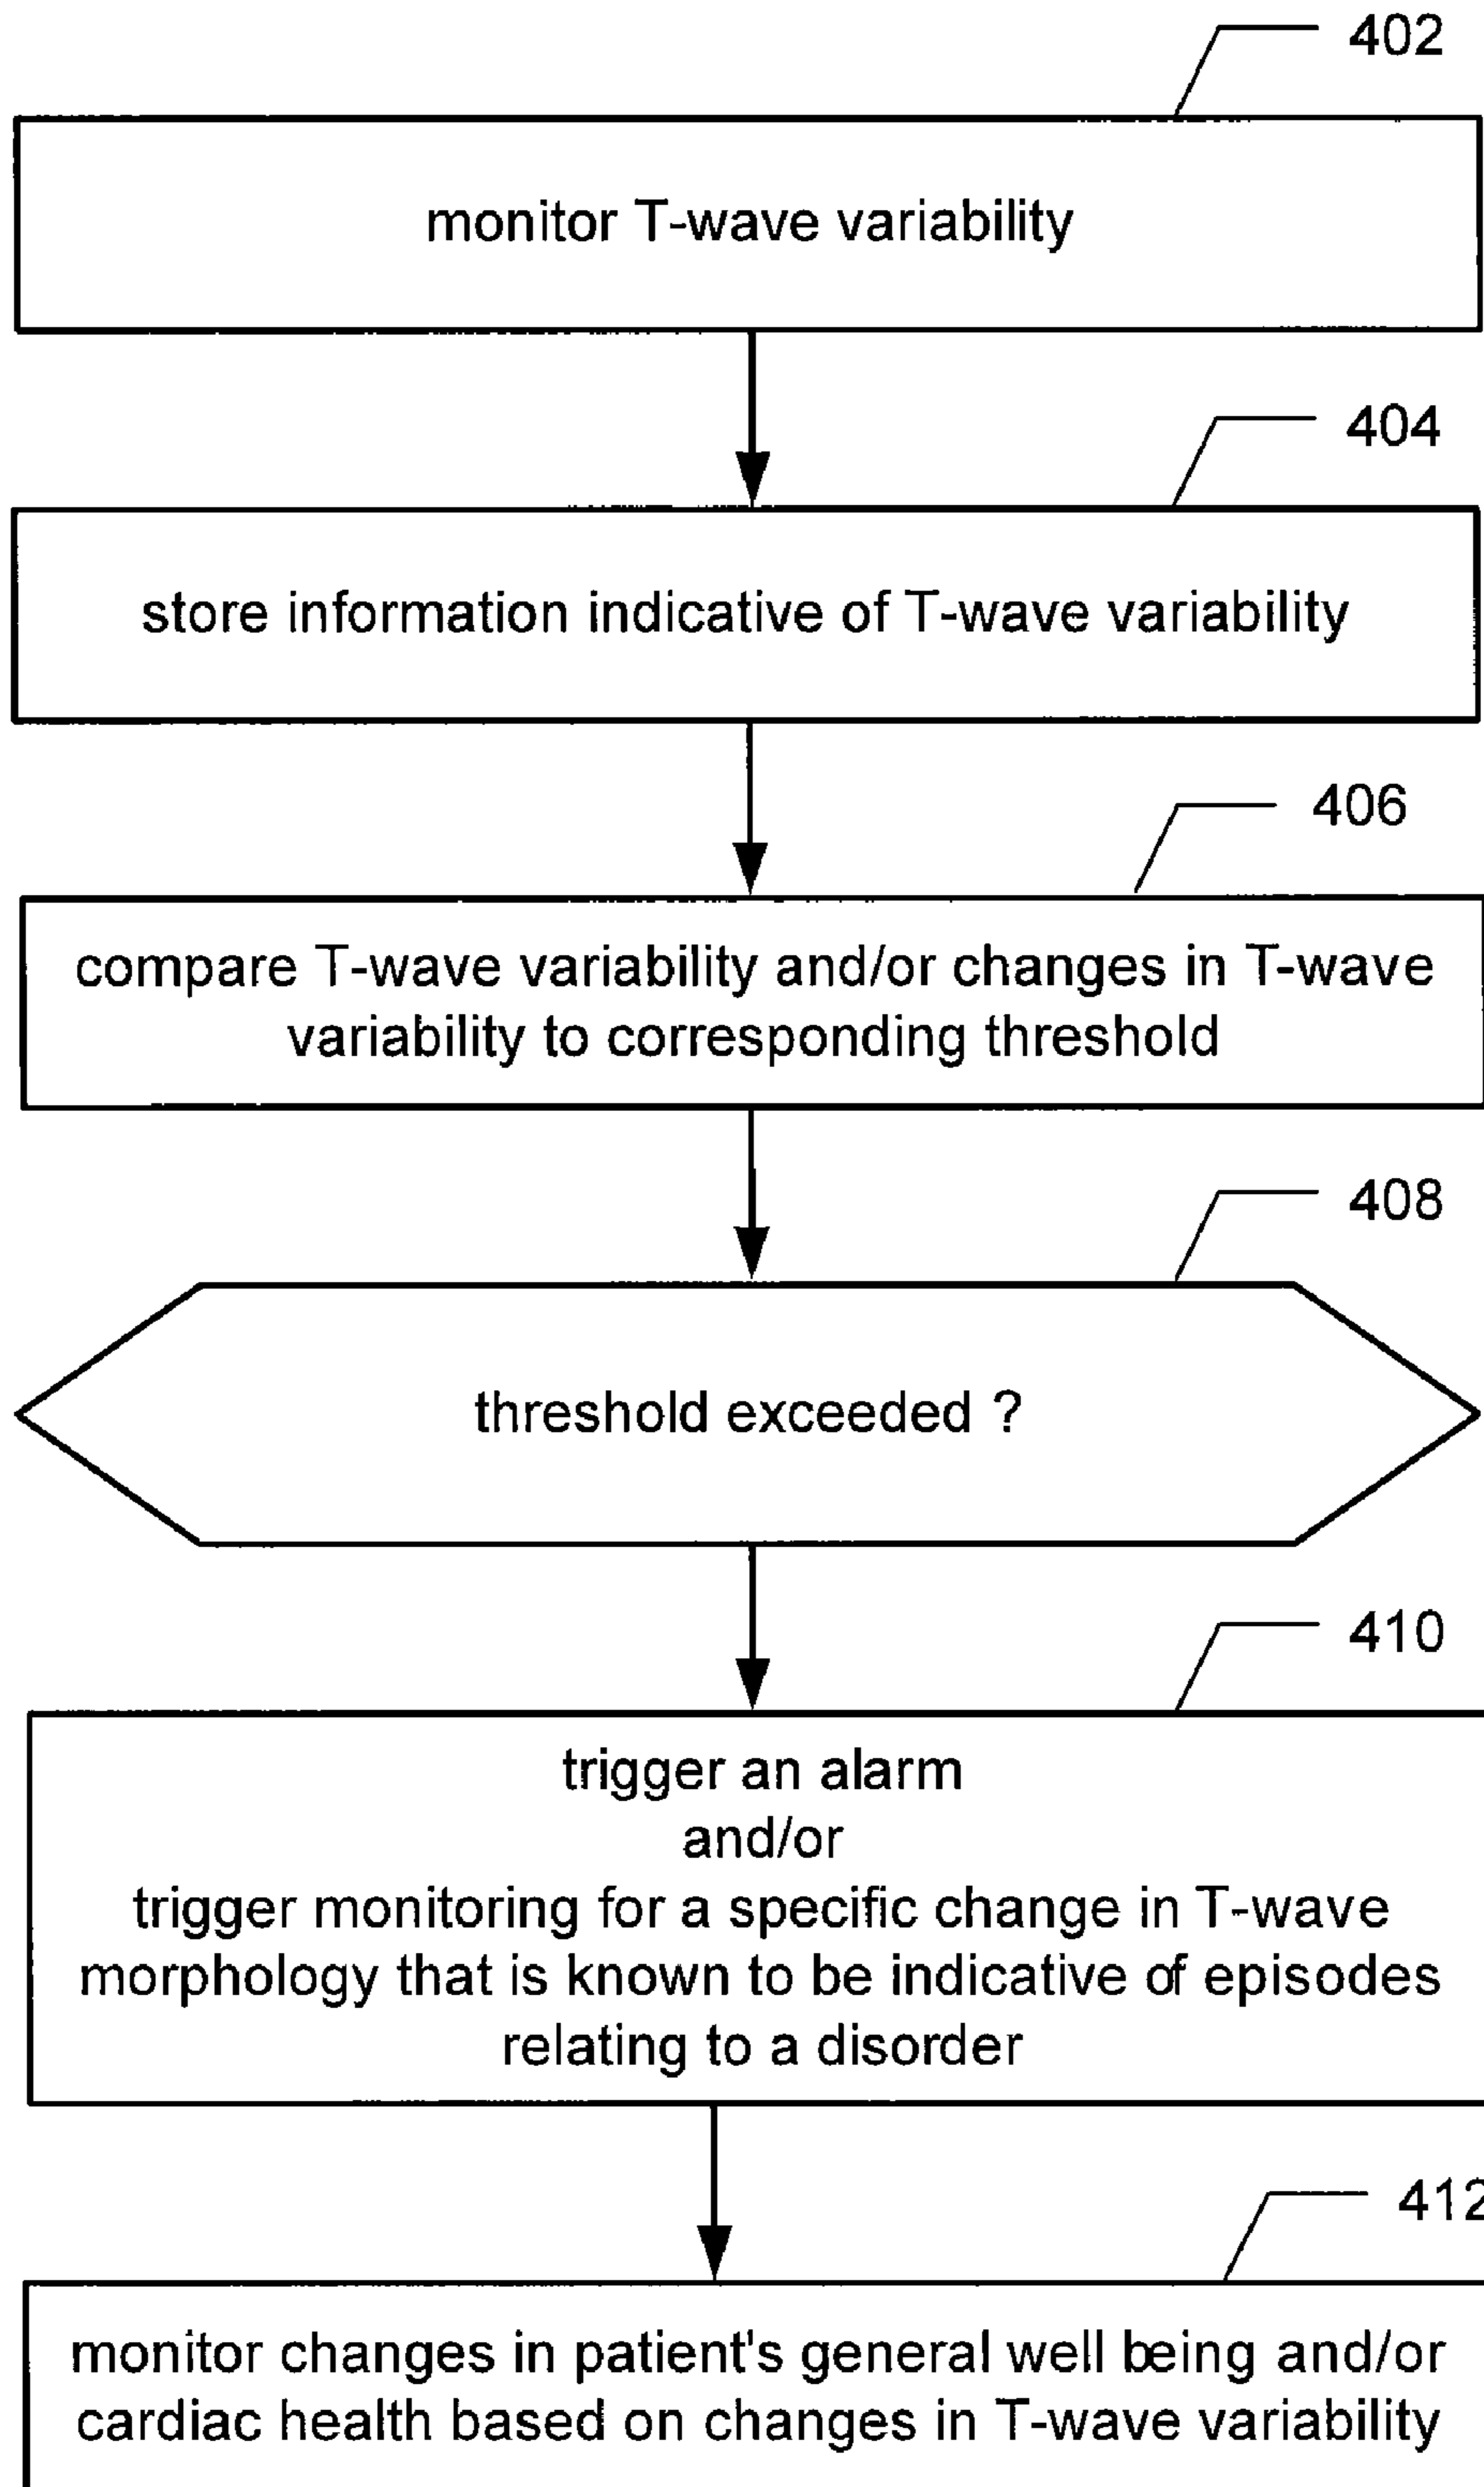 402
monitor T-wave variability
404
store information indicative of T-wave variability
406
compare T-wave variability and/or changes in T-wave
variability to corresponding threshold
408
threshold exceeded ?
410
trigger an alarm
and/or
trigger monitoring for a specific change in T-wave
morphology that is known to be indicative of episodes
relating to a disorder
412
monitor changes in patient's general well being and/or
cardiac health based on changes in T-wave variability